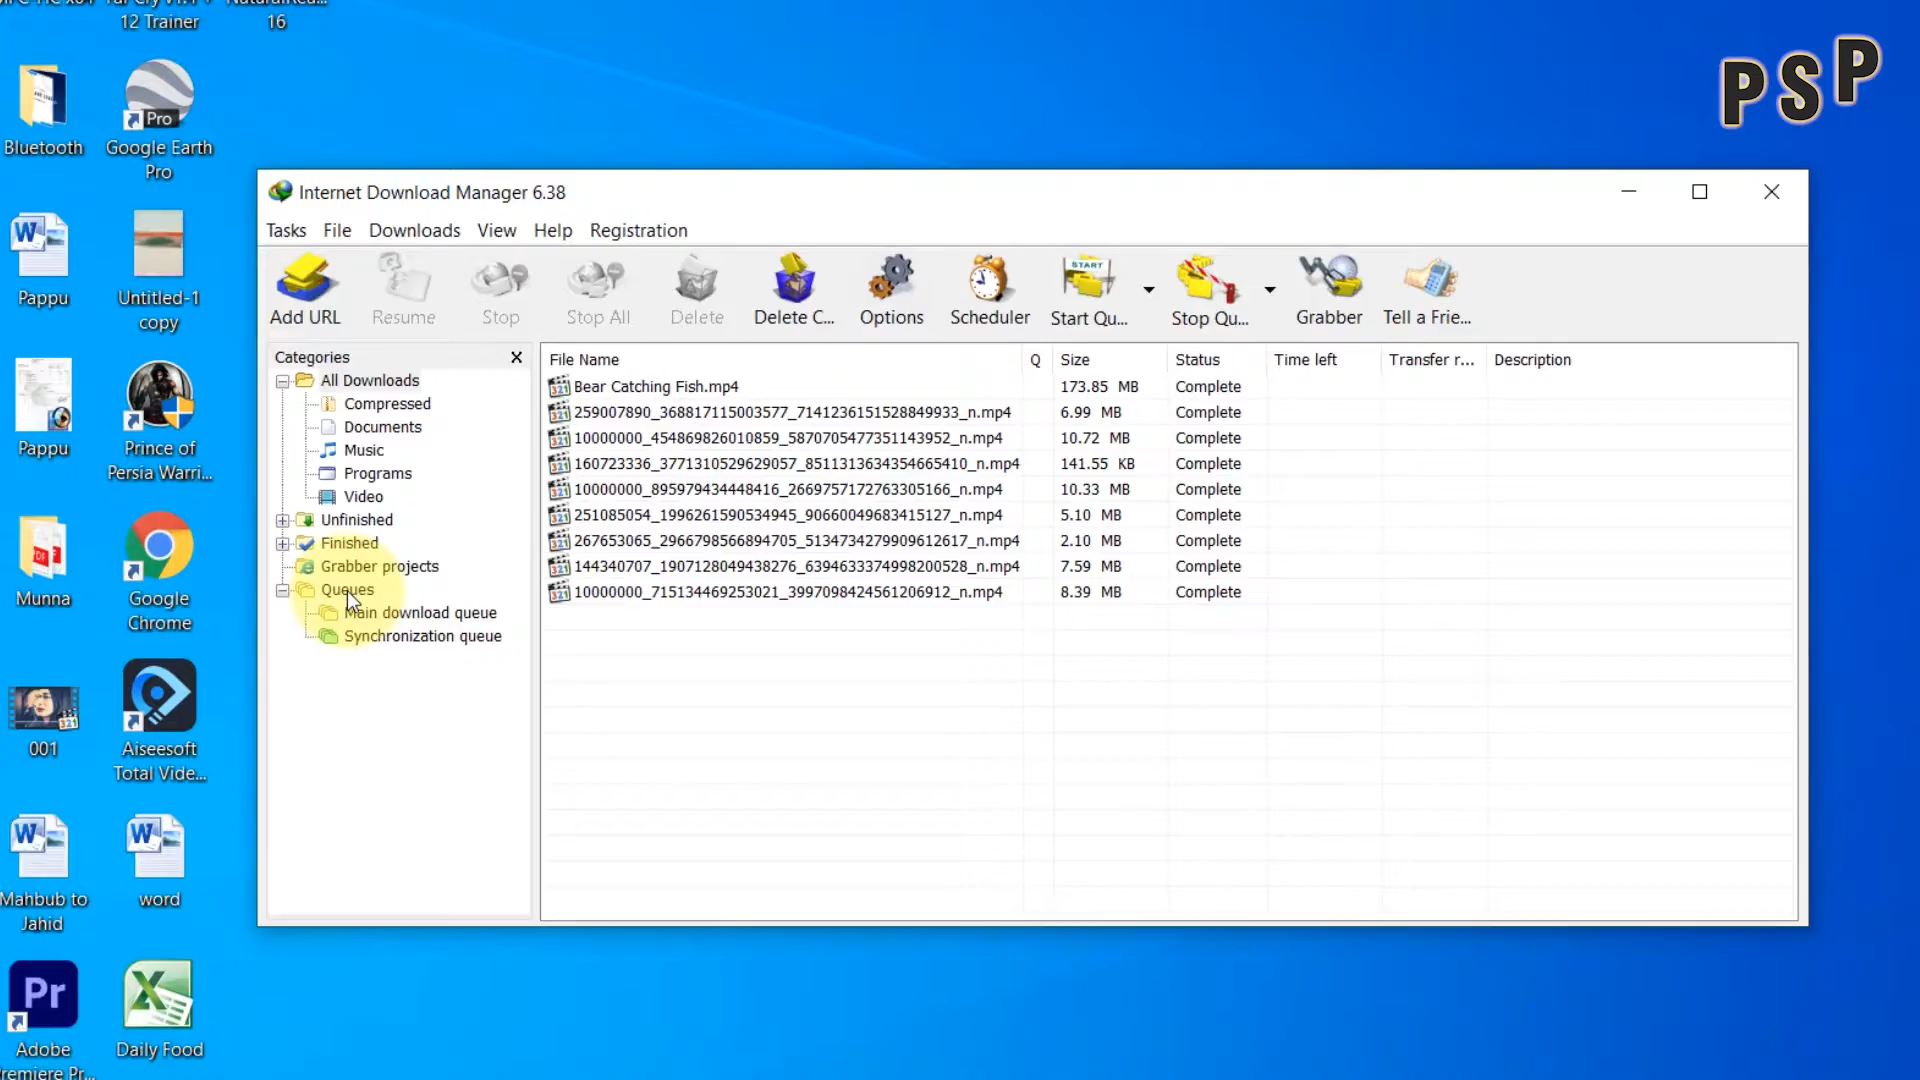 12 Trainer
16
PSP
Bluetooth
Pro
Google Earth
Pro
Pappu
Untitled-1
copy
Pappu
Prince of
Persia Warri...
Munna
Google
Chrome
001
Aiseesoft
Total Vide...
Mahbub to
Jahid
word
Pr
Adobe
Premiere Pr...
Daily Food
Internet Download Manager 6.38
Tasks File Downloads View Help Registration
Add URL Resume Stop Stop All Delete Delete C... Options Scheduler START Start Qu... Stop Qu... Grabber Tell a Frie...
Categories
All Downloads
Compressed
Documents
Music
Programs
Video
Unfinished
Finished
Grabber projects
Queues
Main download queue
Synchronization queue
File Name Q Size Status Time left Transfer r... Description
Bear Catching Fish.mp4 173.85 MB Complete
259007890_368817115003577_7141236151528849933_n.mp4 6.99 MB Complete
10000000_454869826010859_5870705477351143952_n.mp4 10.72 MB Complete
160723336_3771310529629057_8511313634354665410_n.mp4 141.55 KB Complete
10000000_895979434448416_2669757172763305166_n.mp4 10.33 MB Complete
251085054_1996261590534945_90660049683415127_n.mp4 5.10 MB Complete
267653065_2966798566894705_5134734279909612617_n.mp4 2.10 MB Complete
144340707_1907128049438276_6394633374998200528_n.mp4 7.59 MB Complete
10000000_715134469253021_3997098424561206912_n.mp4 8.39 MB Complete